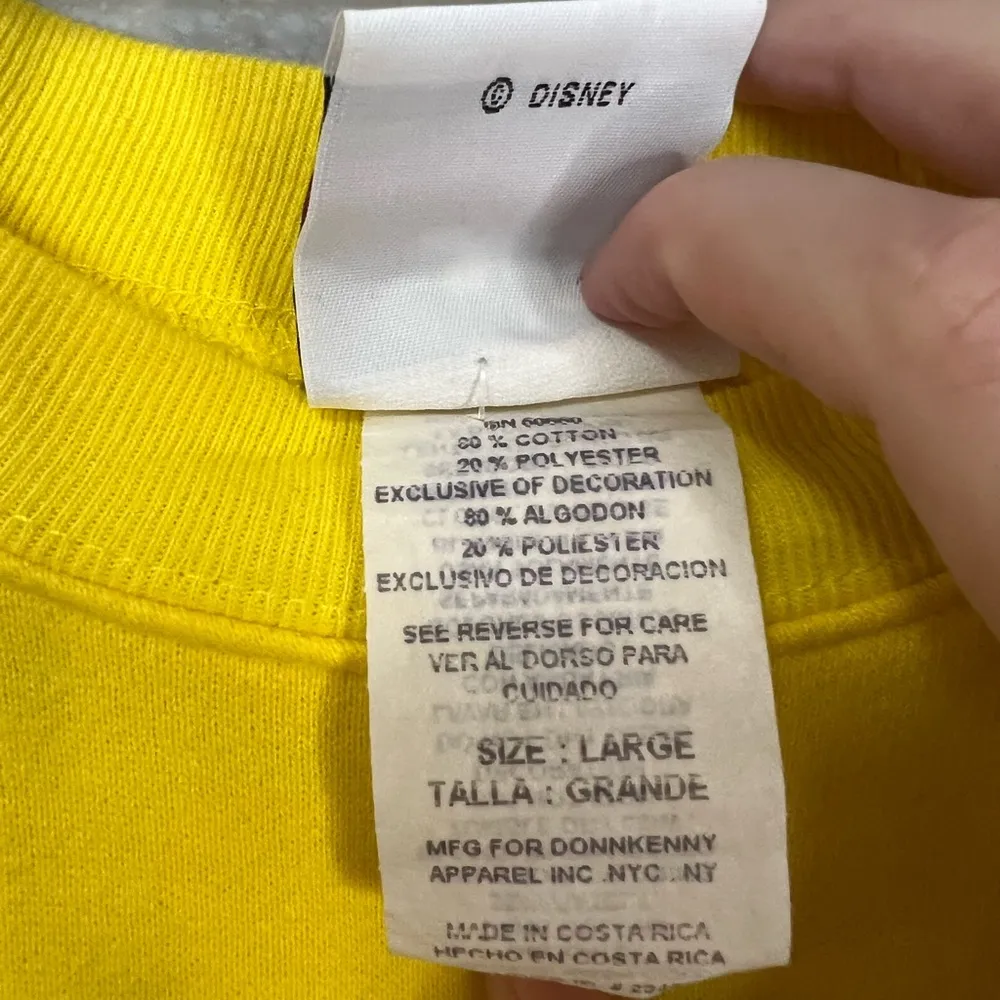 © DISNEY
80 % COTTON
20 % POLYESTER
EXCLUSIVE OF DECORATION
80 % ALGODON
20 % POLIESTER
EXCLUSIVO DE DECORACION
SEE REVERSE FOR CARE
VER AL DORSO PARA
CUIDADO
SIZE : LARGE
TALLA : GRANDE
MFG FOR DONNKENNY
APPAREL INC .NYC .NY
MADE IN COSTA RICA
HECHO EN COSTA RICA